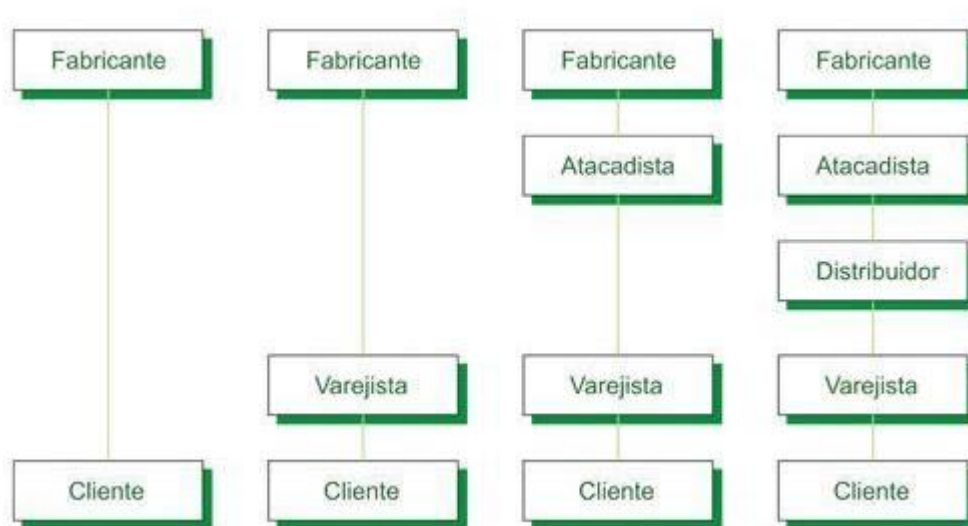 Fabricante
Fabricante
Fabricante
Fabricante
Atacadista
Atacadista
Distribuidor
Varejista
Varejista
Varejista
Cliente
Cliente
Cliente
Cliente